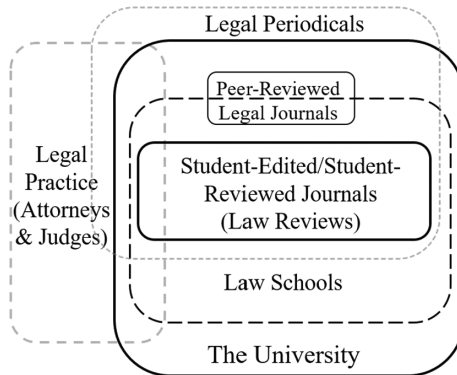 Legal Periodicals
Peer-Reviewed
Legal Journals
Legal
Practice
(Attorneys
& Judges)
Student-Edited/Student-
Reviewed Journals
(Law Reviews)
Law Schools
The University